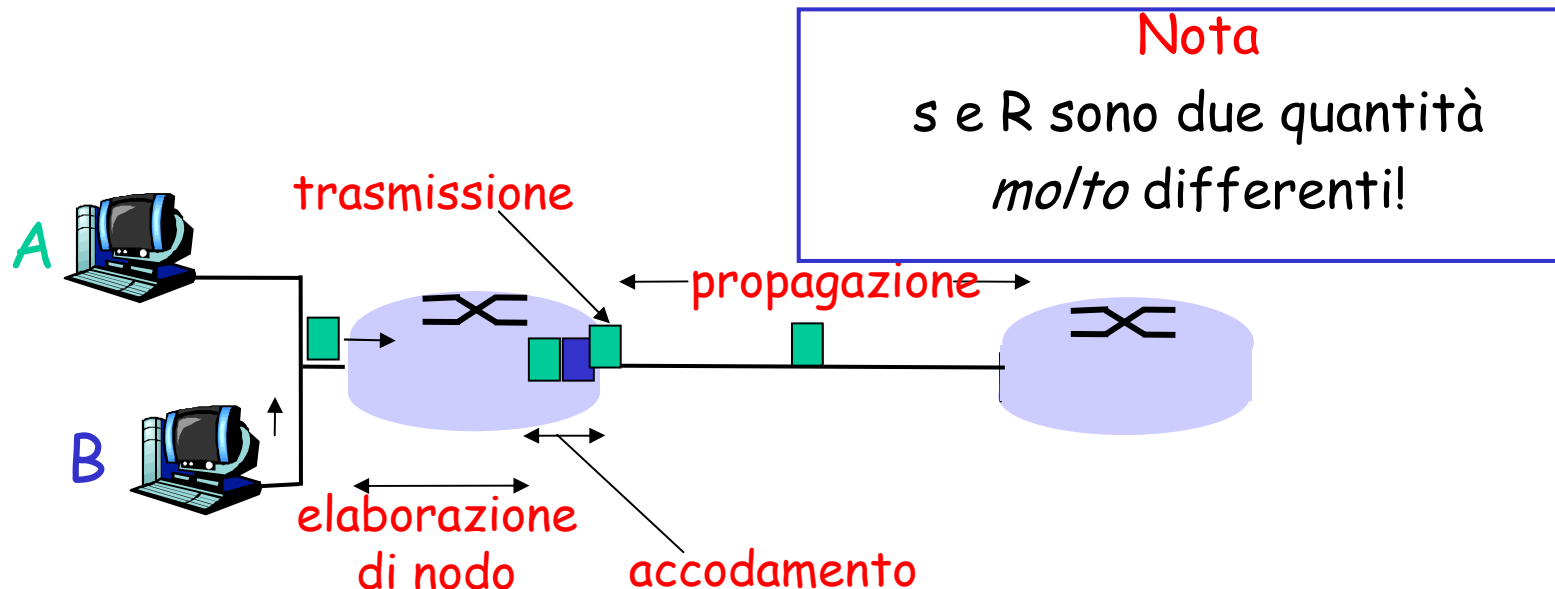 Nota
s e R sono due quantità
molto differenti!
trasmissione
A
propagazione
B
elaborazione
di nodo
accodamento